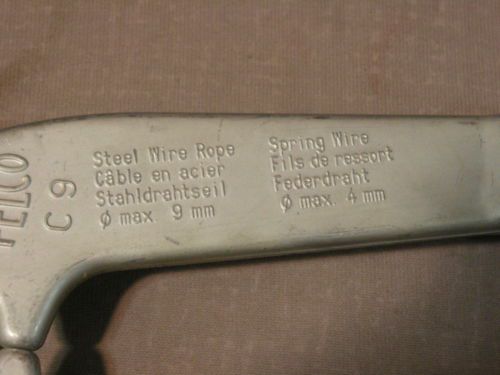 FELCO
C 9
Steel Wire Rope
Câble en acier
Stahldrahtseil
Ø max. 9 mm
Spring Wire
Fils de ressort
Federdraht
Ø max. 4 mm